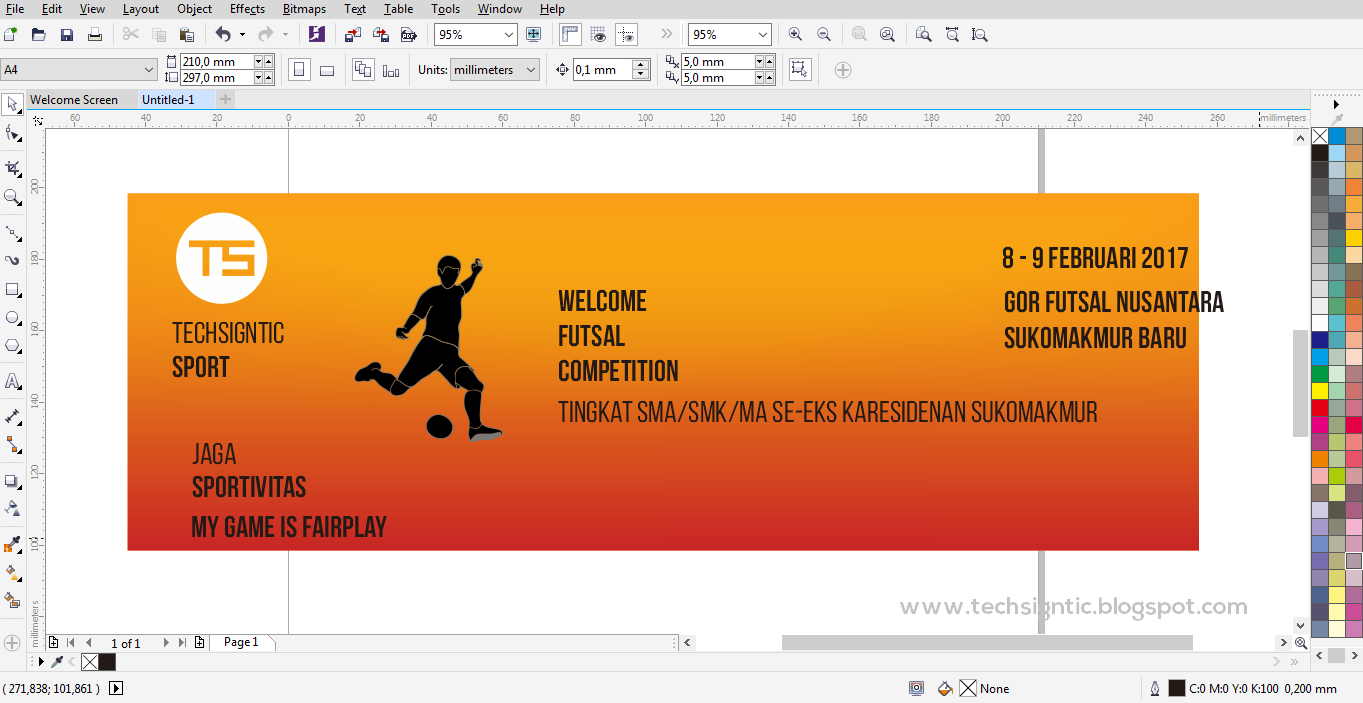 File Edit View Layout Object Effects Bitmaps Text Table Tools Window Help
95% 95%
A4 210,0 mm 297,0 mm Units: millimeters 0,1 mm 5,0 mm 5,0 mm
Welcome Screen Untitled-1
60 40 20 0 20 40 60 80 100 120 140 160 180 200 220 240 260 millimeters
200
180
160
140
120
100
millimeters
TS
TECHSIGNTIC
SPORT
JAGA
SPORTIVITAS
MY GAME IS FAIRPLAY
WELCOME
FUTSAL
COMPETITION
TINGKAT SMA/SMK/MA SE-EKS KARESIDENAN SUKOMAKMUR
8 - 9 FEBRUARI 2017
GOR FUTSAL NUSANTARA
SUKOMAKMUR BARU
www.techsigntic.blogspot.com
1 of 1 Page 1
( 271,838; 101,861 ) None C:0 M:0 Y:0 K:100 0,200 mm